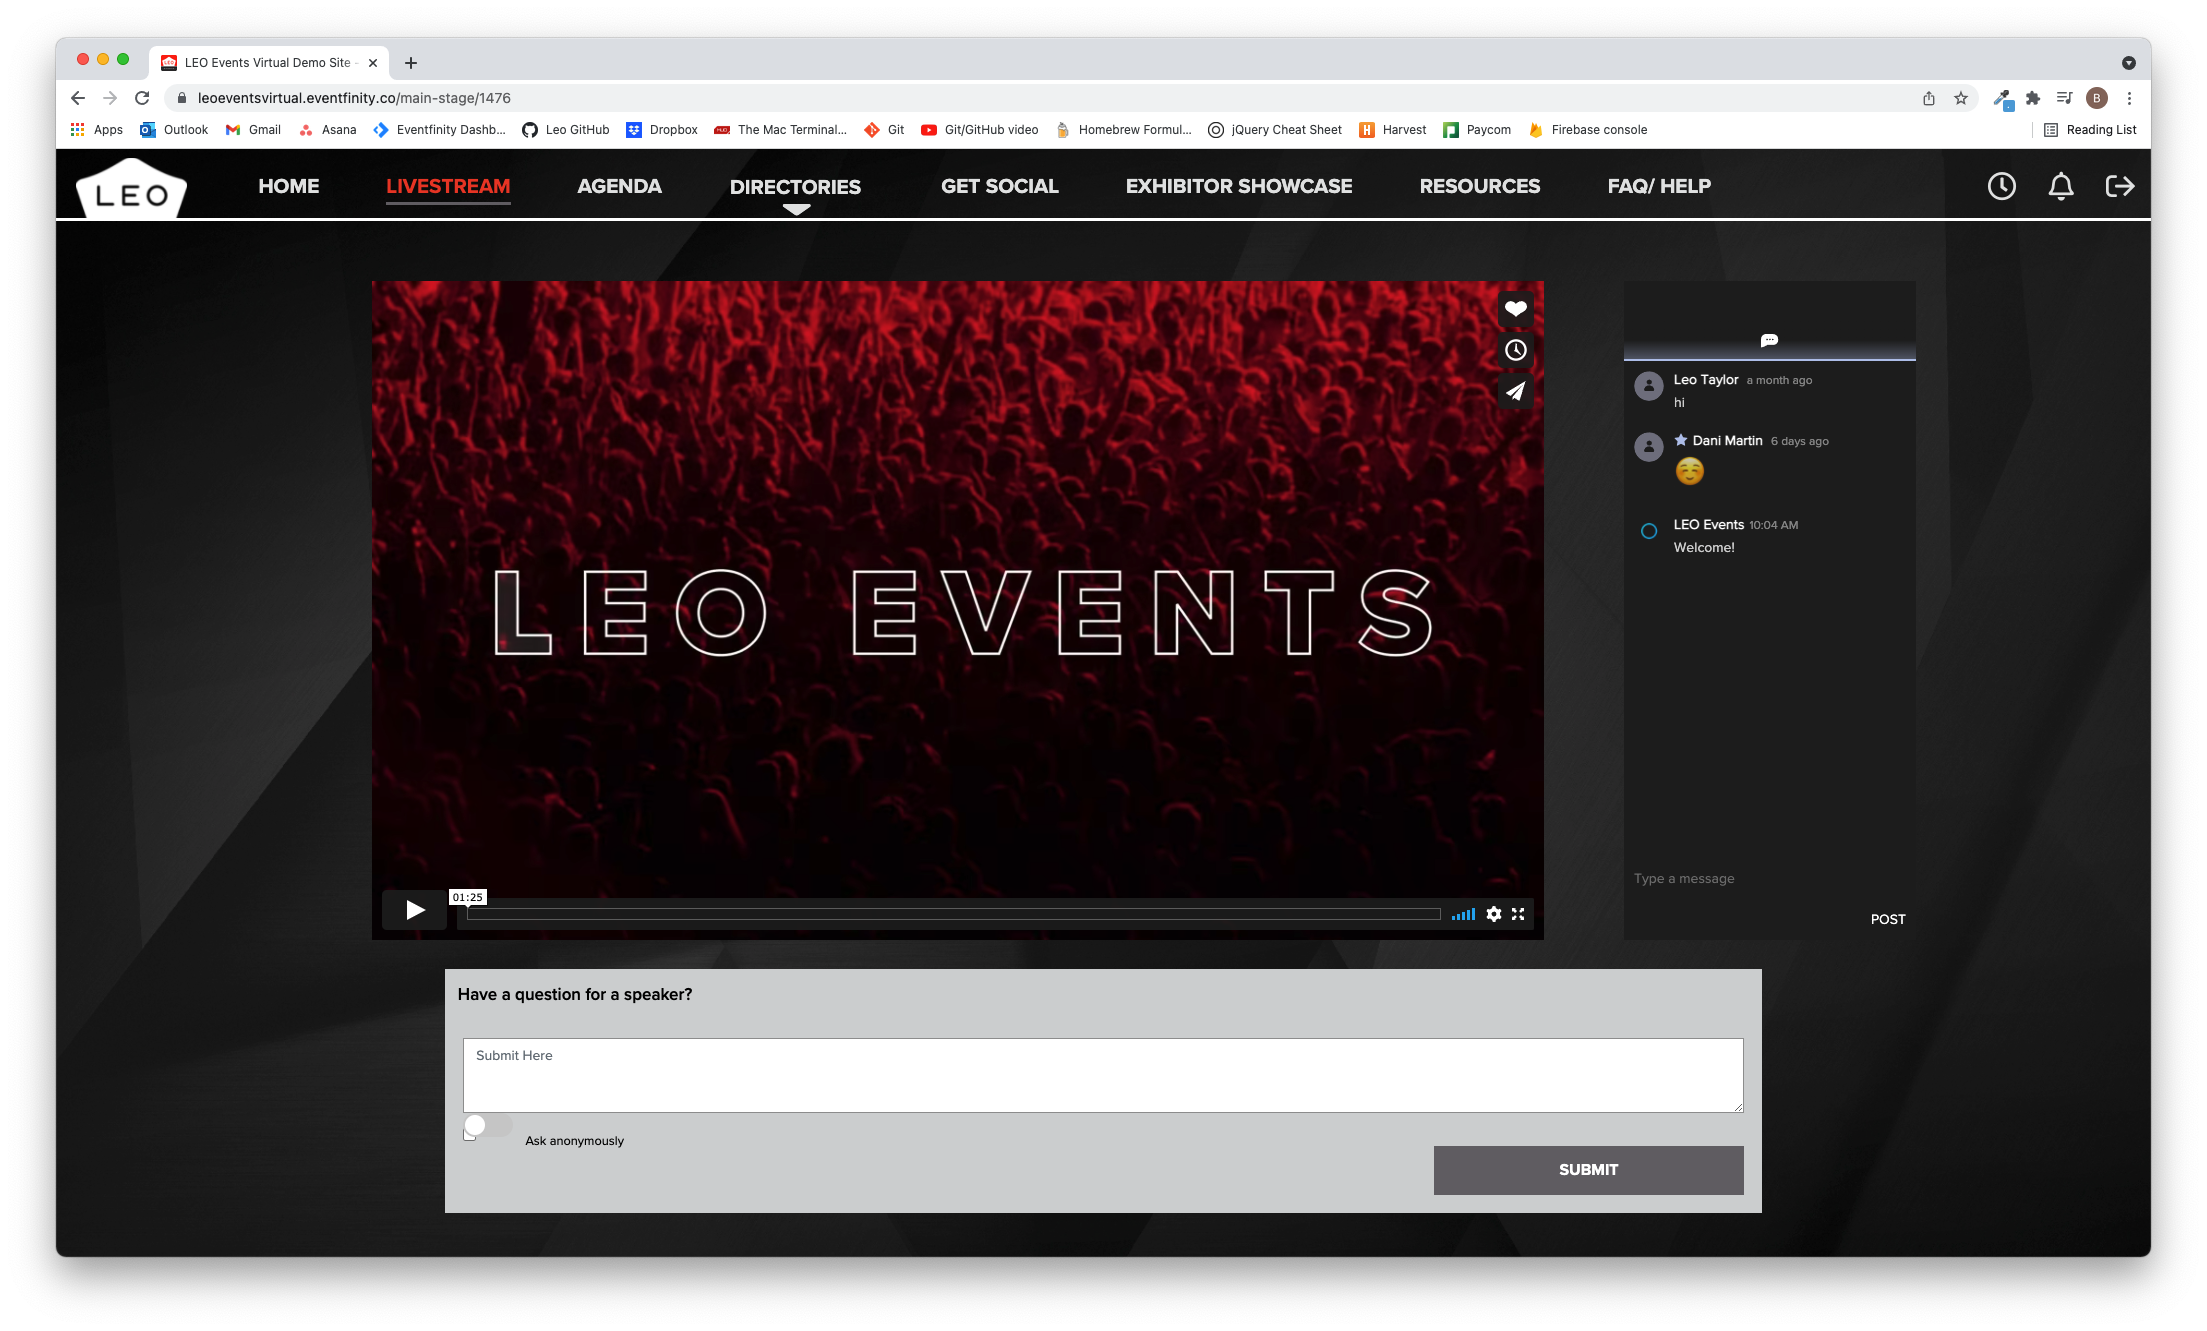 LEO Events Virtual Demo Site -
leoeventsvirtual.eventfinity.co/main-stage/1476
B
Apps Outlook Gmail Asana Eventfinity Dashb... Leo GitHub Dropbox The Mac Terminal... Git Git/GitHub video Homebrew Formul... jQuery Cheat Sheet Harvest Paycom Firebase console Reading List
LEO HOME LIVESTREAM AGENDA DIRECTORIES GET SOCIAL EXHIBITOR SHOWCASE RESOURCES FAQ/ HELP
LEO EVENTS
01:25
Leo Taylor a month ago
hi
Dani Martin 6 days ago
LEO Events 10:04 AM
Welcome!
Type a message
POST
Have a question for a speaker?
Submit Here
Ask anonymously
SUBMIT